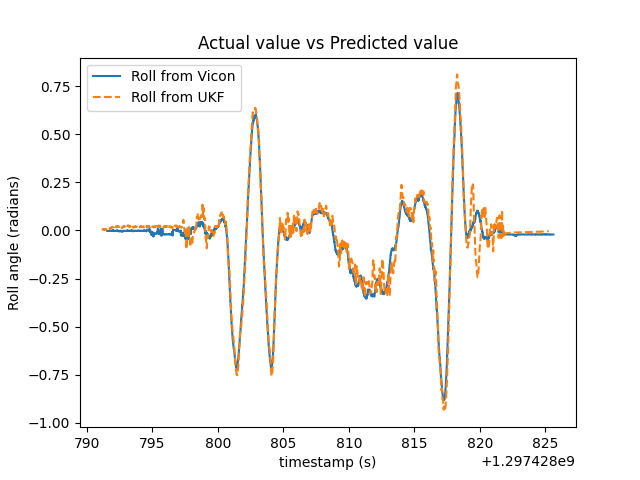 Actual value vs Predicted value
Roll from Vicon
Roll from UKF
Roll angle (radians)
0.75
0.50
0.25
0.00
−0.25
−0.50
−0.75
−1.00
790 795 800 805 810 815 820 825
timestamp (s)
+1.297428e9